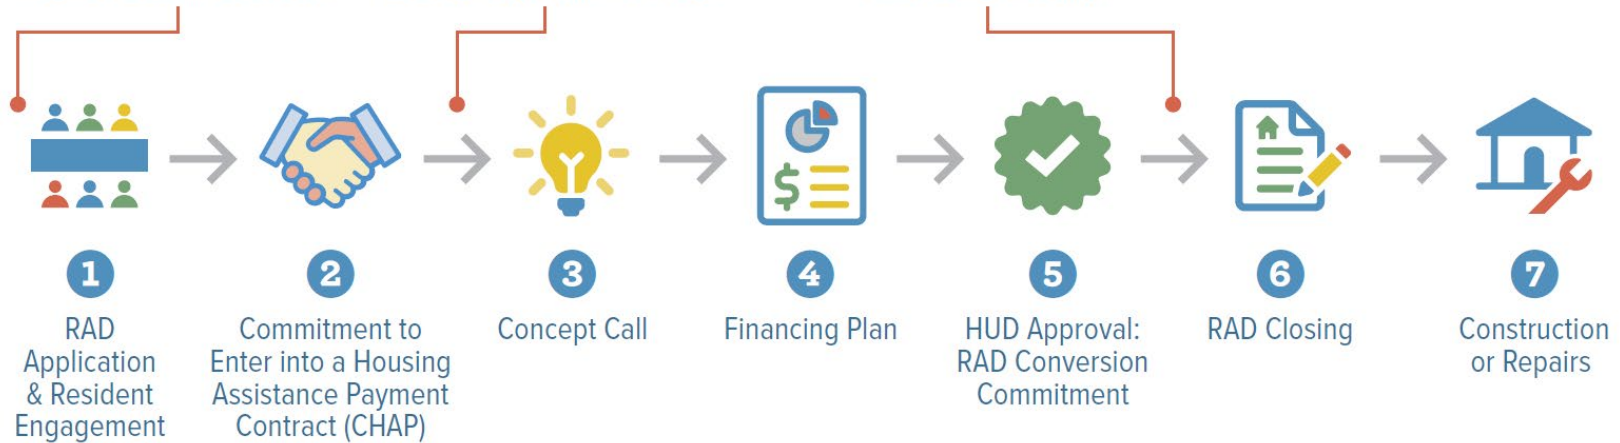 1
RAD
Application
& Resident
Engagement
2
Commitment to
Enter into a Housing
Assistance Payment
Contract (CHAP)
3
Concept Call
4
$
Financing Plan
5
HUD Approval:
RAD Conversion
Commitment
6
RAD Closing
7
Construction
or Repairs